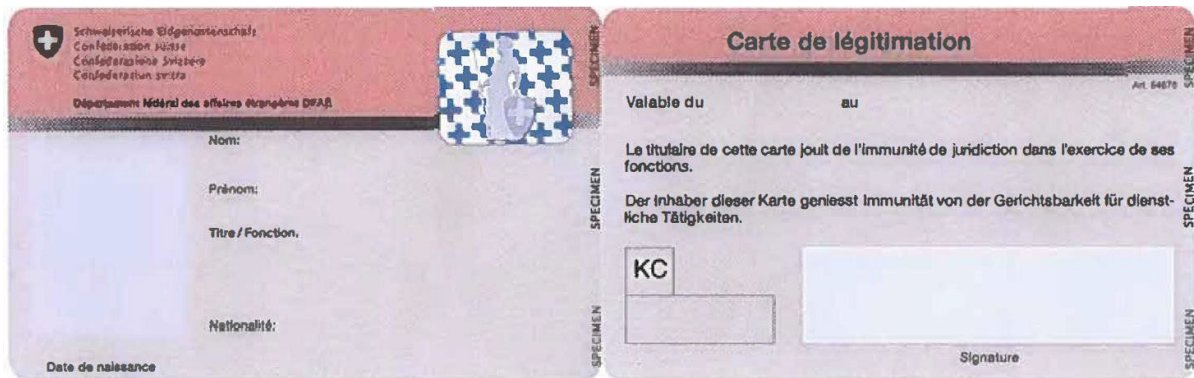 Schweizerische Eidgenossenschaft
Confédération suisse
Confederazione Svizzera
Confederaziun svizra
Département fédéral des affaires étrangères DFAE
Nom:
Prénom:
Titre / Fonction.
Nationalité:
Date de naissance
SPECIMEN
SPECIMEN
SPECIMEN
Carte de légitimation
Art. 64676
Valable du au
Le titulaire de cette carte jouit de l'immunité de juridiction dans l'exercice de ses
fonctions.
Der Inhaber dieser Karte geniesst Immunität von der Gerichtsbarkeit für dienst-
liche Tätigkeiten.
KC
Signature
SPECIMEN
SPECIMEN
SPECIMEN